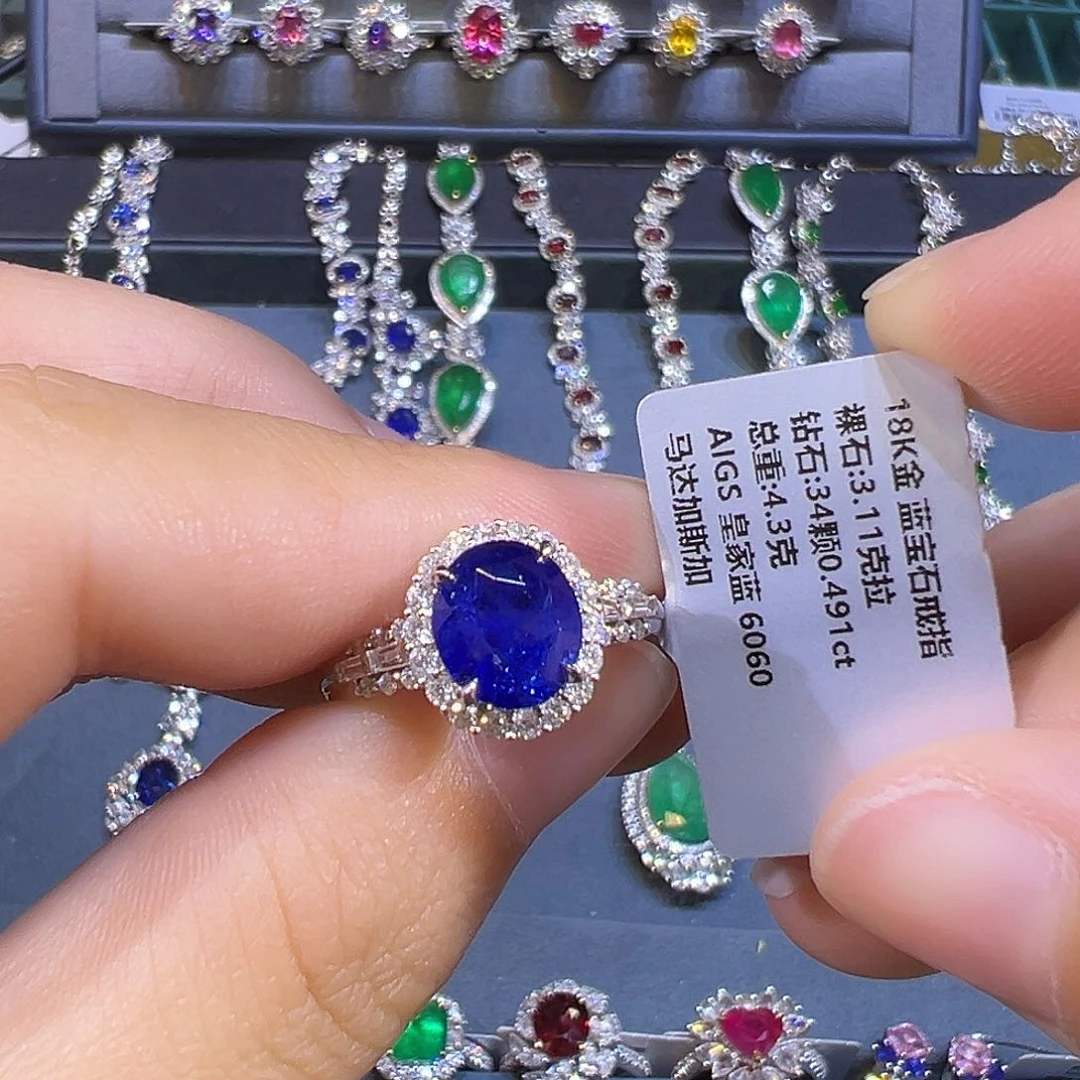 18K金 蓝宝石戒指
裸石:3.11克拉
钻石:34颗0.491ct
总重:4.3克
AIGS 皇家蓝 6060
马达加斯加